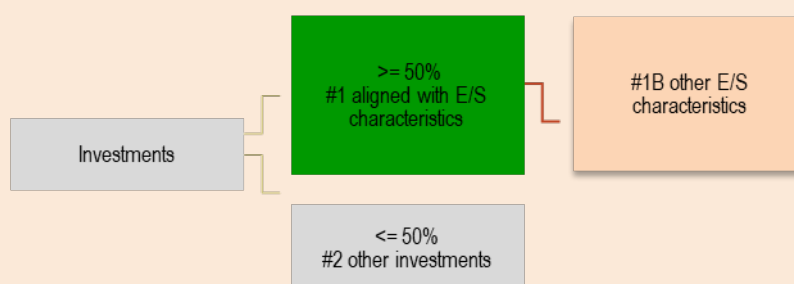 Investments
>= 50%
#1 aligned with E/S
characteristics
<= 50%
#2 other investments
#1B other E/S
characteristics